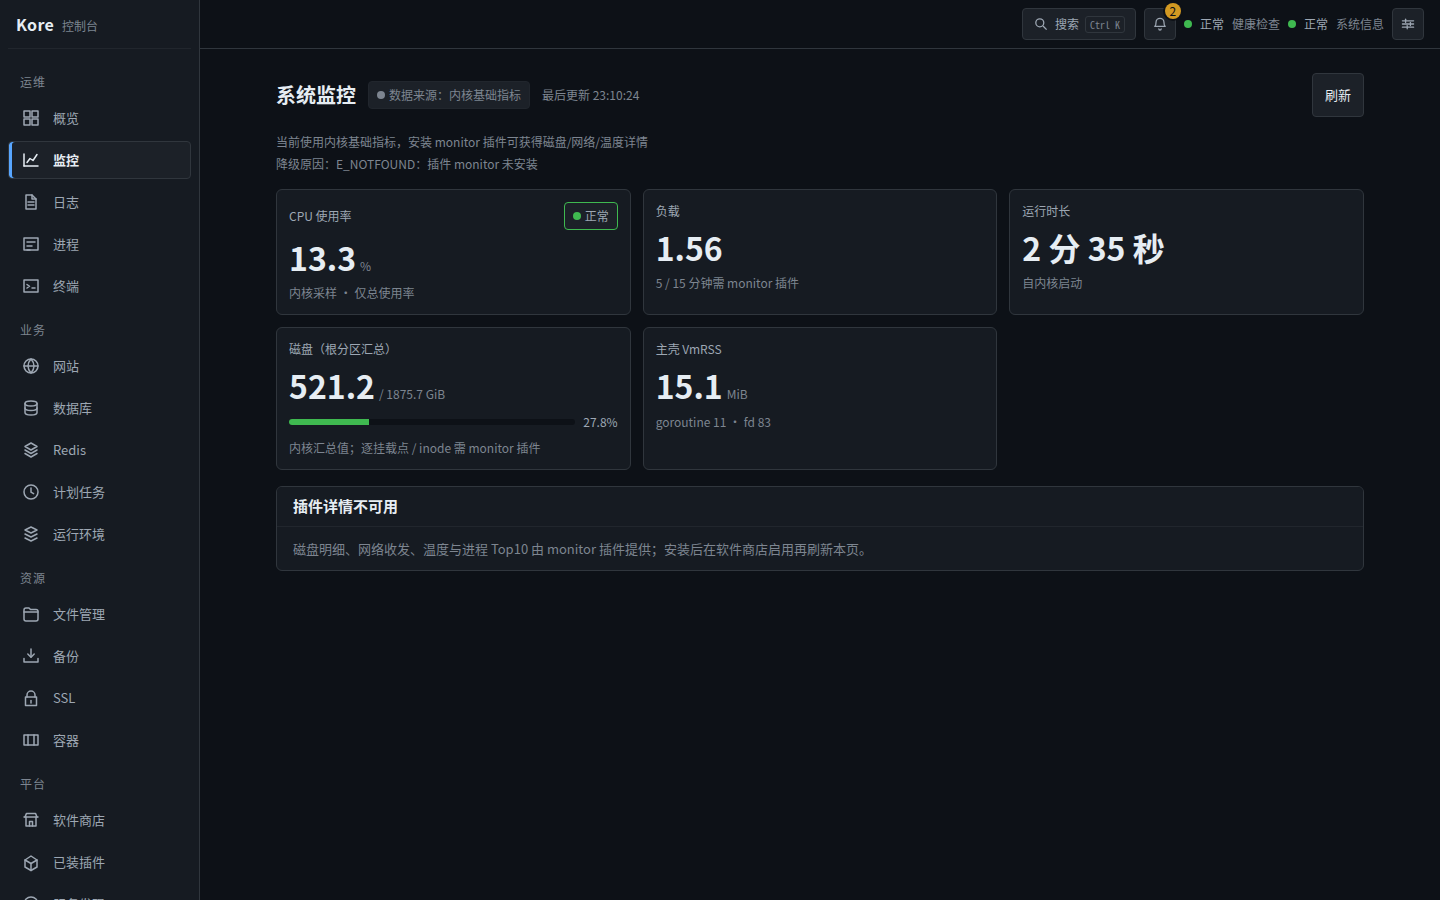 Kore 控制台
搜索 Ctrl K
2
正常 健康检查
正常 系统信息
运维
概览
监控
日志
进程
终端
业务
网站
数据库
Redis
计划任务
运行环境
资源
文件管理
备份
SSL
容器
平台
软件商店
已装插件
系统监控
数据来源：内核基础指标
最后更新 23:10:24
刷新
当前使用内核基础指标，安装 monitor 插件可获得磁盘/网络/温度详情
降级原因：E_NOTFOUND：插件 monitor 未安装
CPU 使用率
正常
13.3 %
内核采样 · 仅总使用率
负载
1.56
5 / 15 分钟需 monitor 插件
运行时长
2 分 35 秒
自内核启动
磁盘（根分区汇总）
521.2 / 1875.7 GiB
27.8%
内核汇总值；逐挂载点 / inode 需 monitor 插件
主壳 VmRSS
15.1 MiB
goroutine 11 · fd 83
插件详情不可用
磁盘明细、网络收发、温度与进程 Top10 由 monitor 插件提供；安装后在软件商店启用再刷新本页。